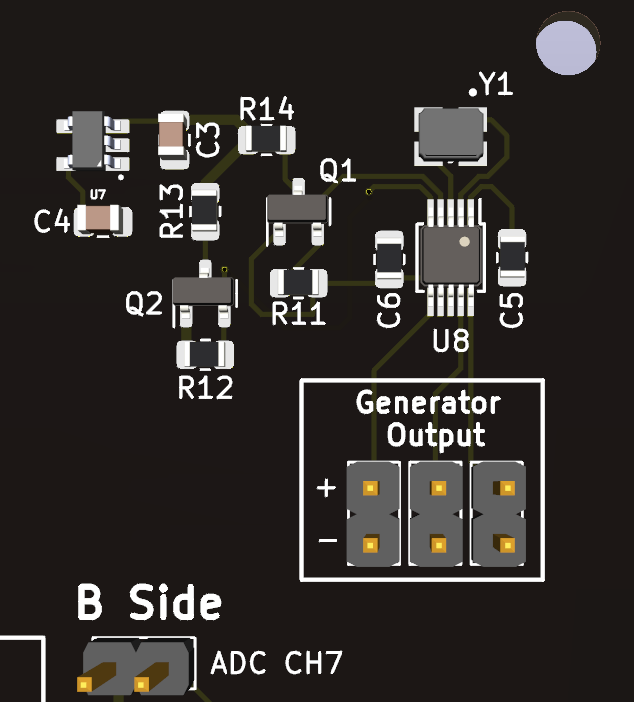 Y1
R14
C3
Q1
U7
R13
C4
Q2
R11
C6
C5
U8
R12
Generator
Output
+
−
B Side
ADC CH7